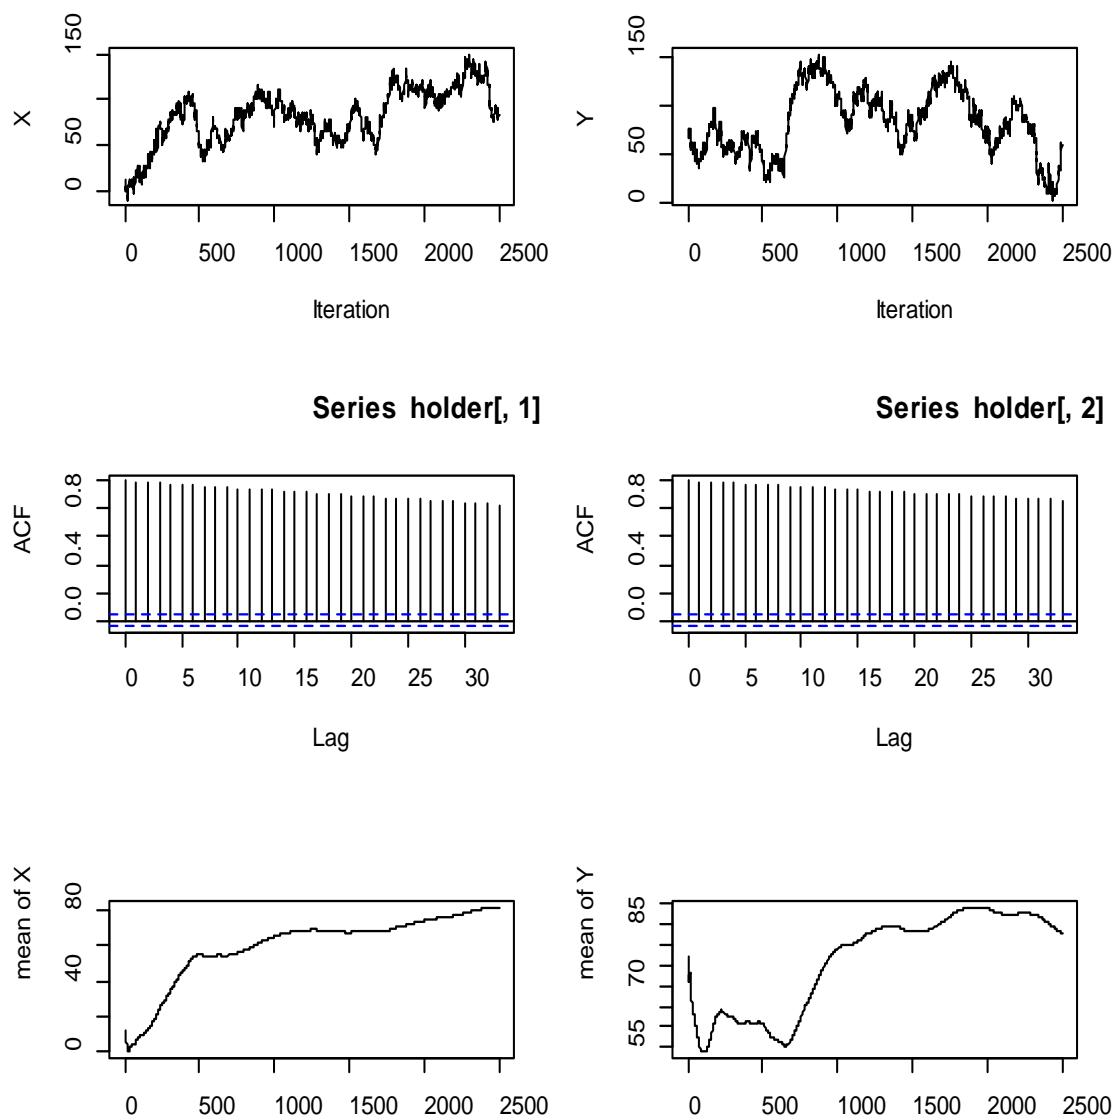 X
0 50 150
0 500 1000 1500 2000 2500
Iteration
Y
0 50 150
0 500 1000 1500 2000 2500
Iteration
Series holder[, 1]
ACF
0.0 0.4 0.8
0 5 10 15 20 25 30
Lag
Series holder[, 2]
ACF
0.0 0.4 0.8
0 5 10 15 20 25 30
Lag
mean of X
0 40 80
0 500 1000 1500 2000 2500
mean of Y
55 70 85
0 500 1000 1500 2000 2500